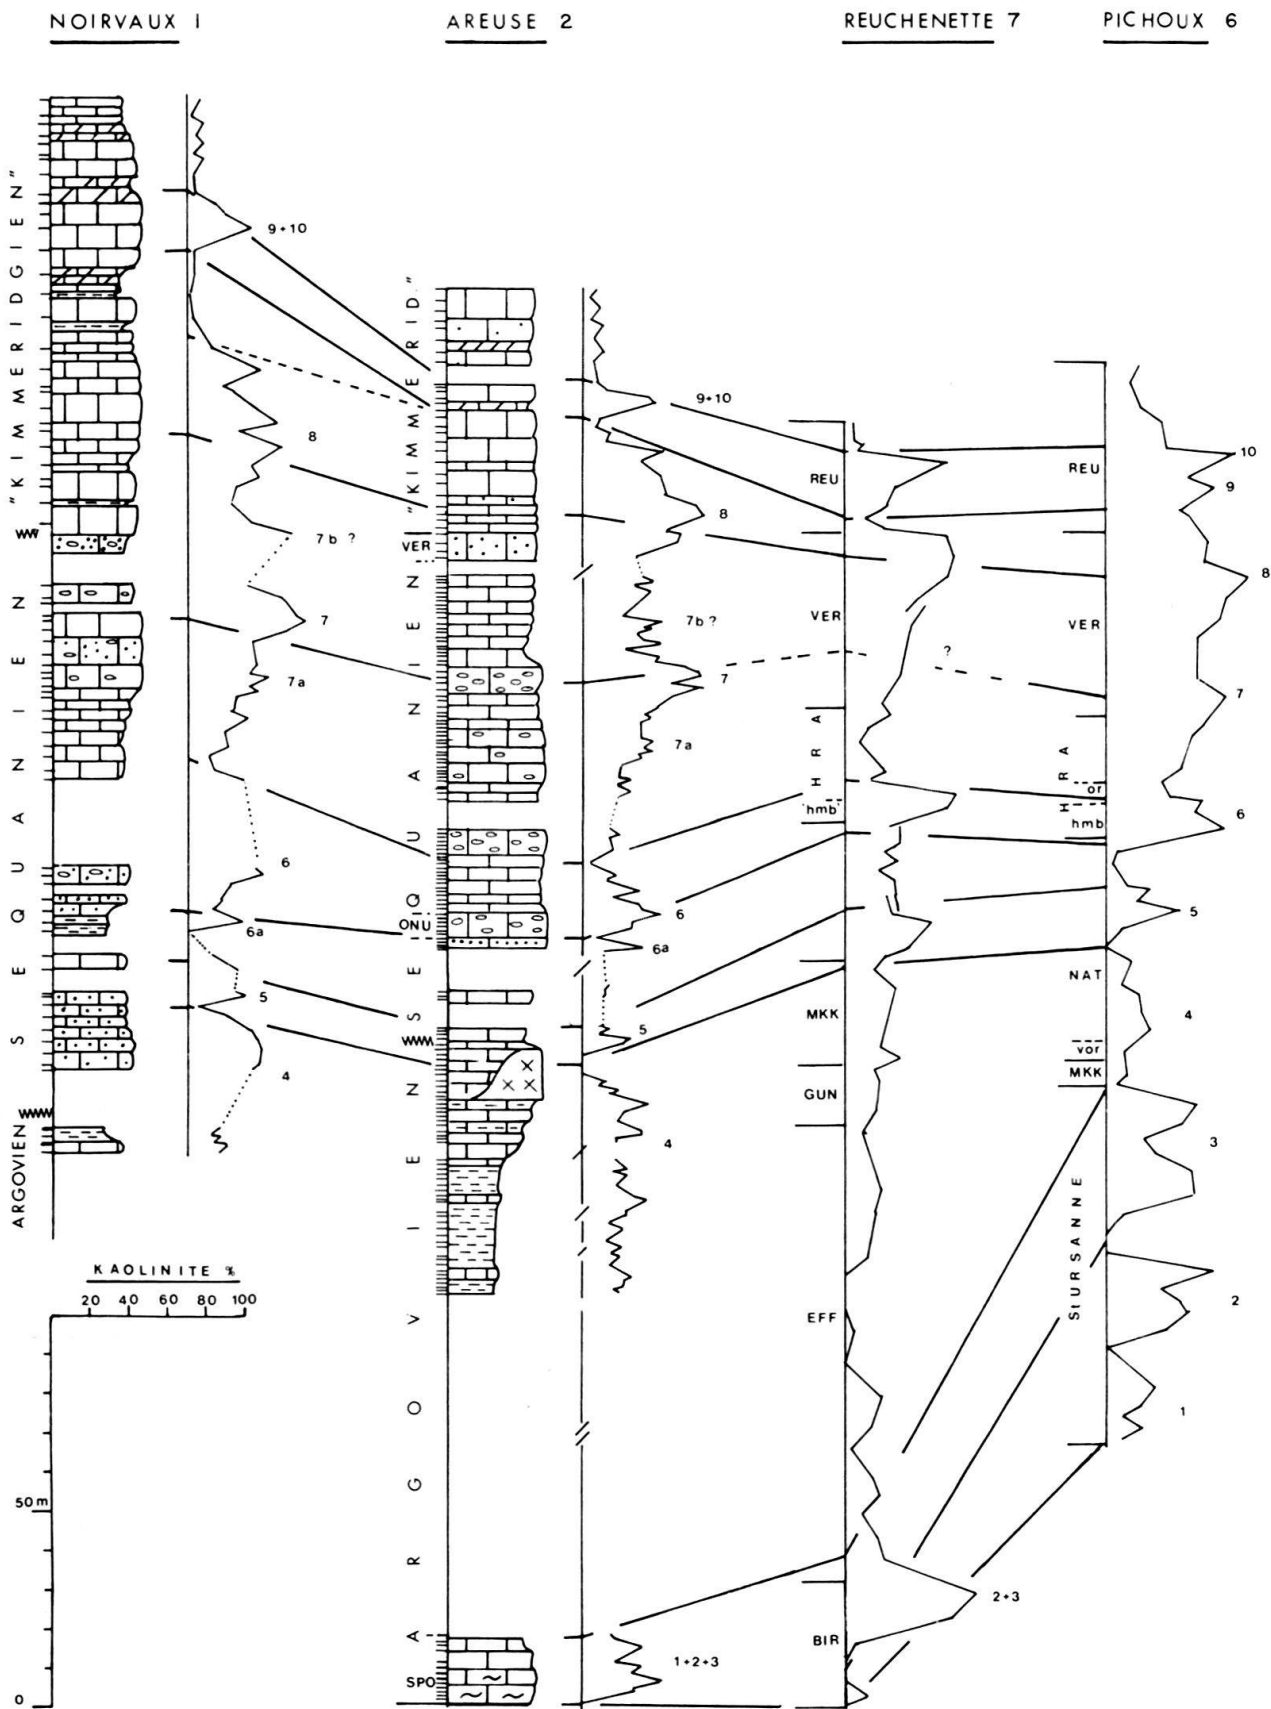 NOIRVAUX 1
AREUSE 2
REUCHENETTE 7
PICHOUX 6
"KIMMERIDGIEN"
SEQUANIEN
ARGOVIEN
9+10
8
7b ?
7
7a
6
6a
5
4
KAOLINITE %
20 40 60 80 100
50m
0
"KIMMERID."
SEQUANIEN
ARGOVIEN
VER
ONU
SPO
9+10
8
7b ?
7
7a
6
6a
5
4
1+2+3
REU
VER
HRA
'hmb'
MKK
GUN
EFF
BIR
?
2+3
REU
VER
HRA
or
hmb
NAT
vor
MKK
St URSANNE
10
9
8
7
6
5
4
3
2
1